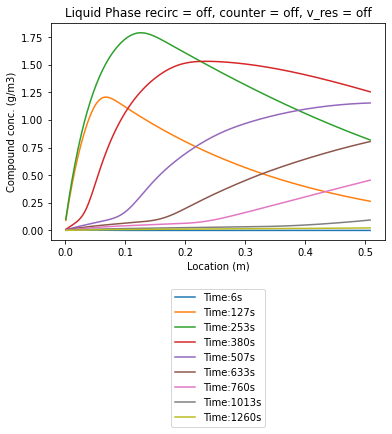 Liquid Phase recirc = off, counter = off, v_res = off
Compound conc. (g/m3)
1.75
1.50
1.25
1.00
0.75
0.50
0.25
0.00
0.0 0.1 0.2 0.3 0.4 0.5
Location (m)
Time:6s
Time:127s
Time:253s
Time:380s
Time:507s
Time:633s
Time:760s
Time:1013s
Time:1260s